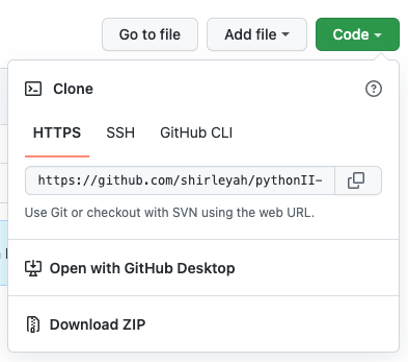 Go to file Add file Code
Clone
HTTPS SSH GitHub CLI
https://github.com/shirleyah/pythonII-
Use Git or checkout with SVN using the web URL.
Open with GitHub Desktop
Download ZIP